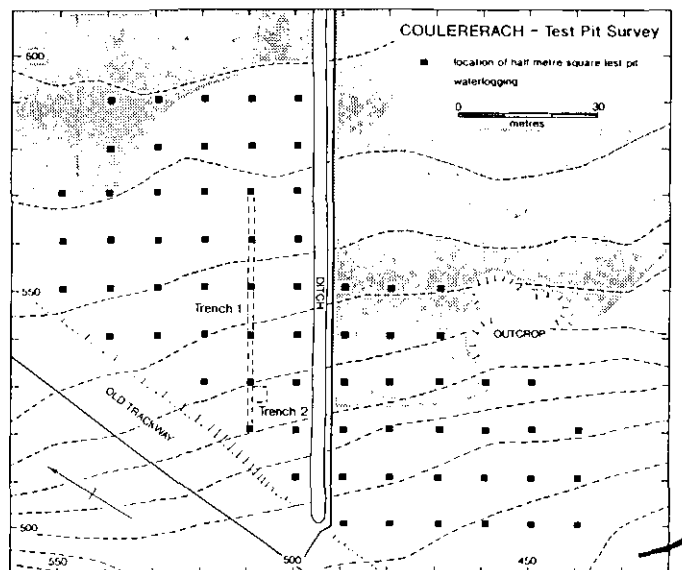 COULERERACH - Test Pit Survey
location of half metre square test pit
waterlogging
0 30
metres
600
550
500
Trench 1
Trench 2
DITCH
OUTCROP
OLD TRACKWAY
550
500
450